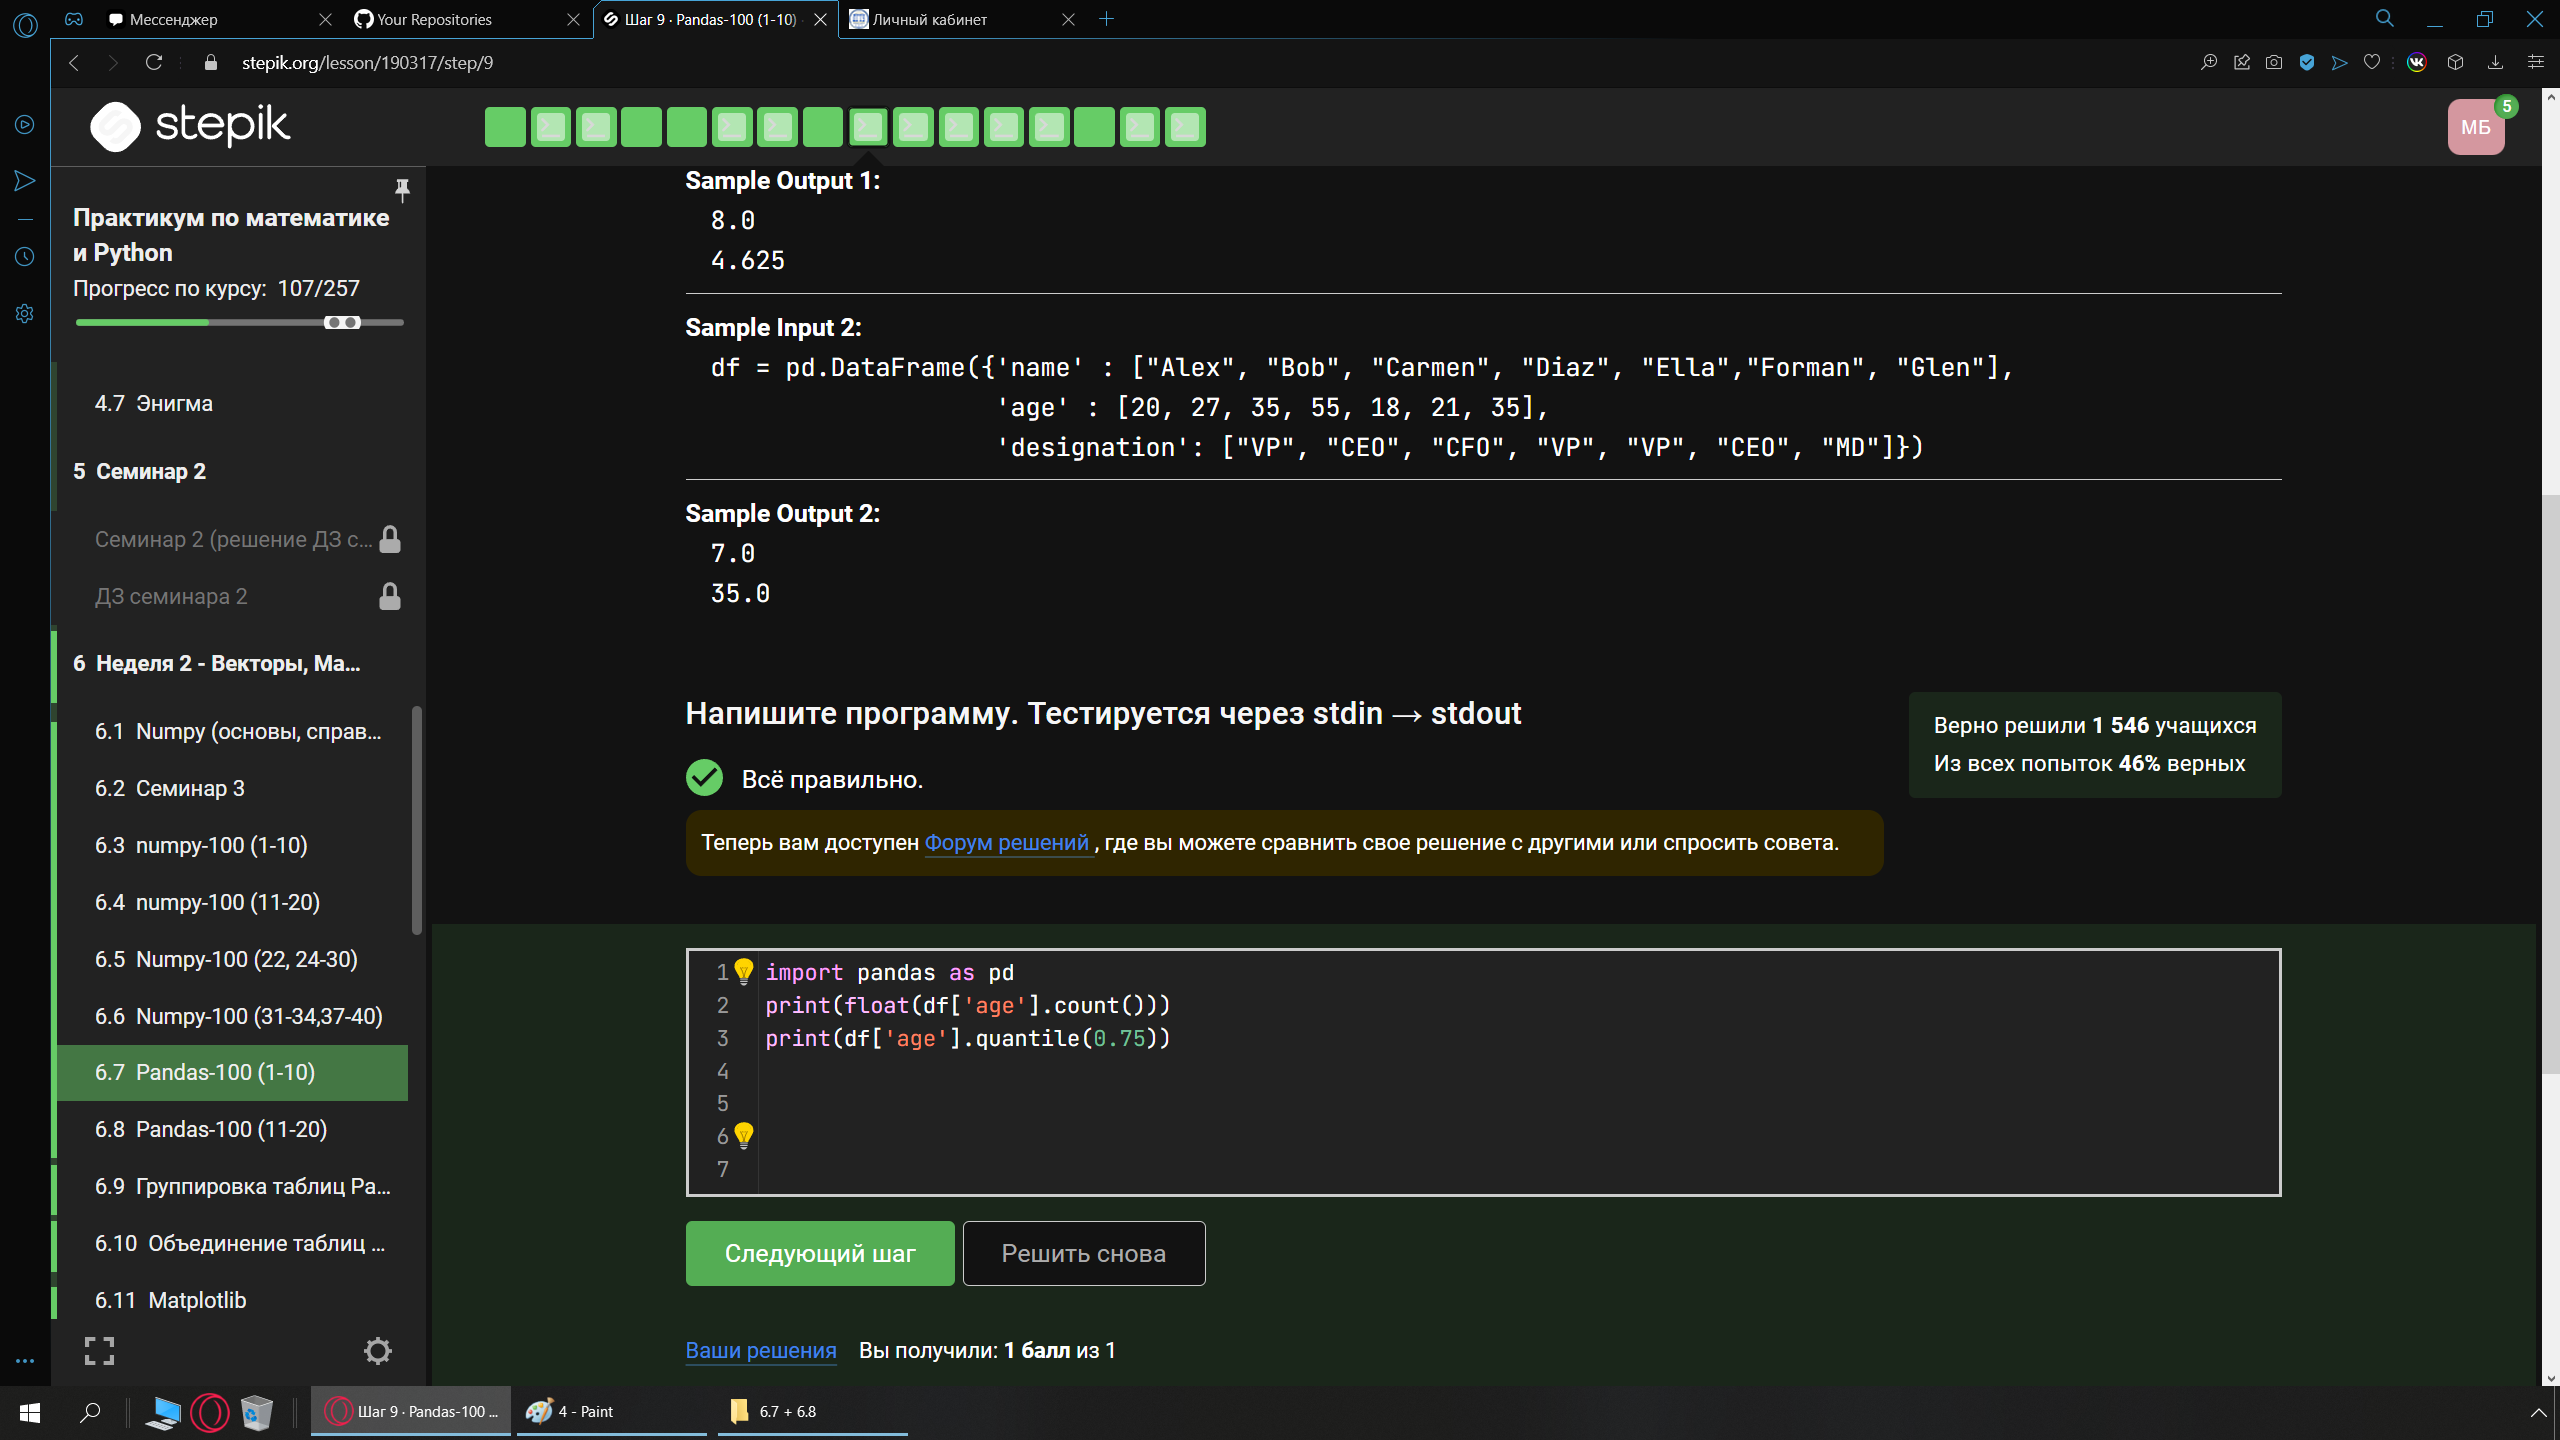 Мессенджер
Your Repositories
Шаг 9 · Pandas-100 (1-10)
Личный кабинет
stepik.org/lesson/190317/step/9
stepik
МБ
5
Практикум по математике
и Python
Прогресс по курсу: 107/257
4.7 Энигма
5 Семинар 2
Семинар 2 (решение ДЗ с...
ДЗ семинара 2
6 Неделя 2 - Векторы, Ма...
6.1 Numpy (основы, справ...
6.2 Семинар 3
6.3 numpy-100 (1-10)
6.4 numpy-100 (11-20)
6.5 Numpy-100 (22, 24-30)
6.6 Numpy-100 (31-34,37-40)
6.7 Pandas-100 (1-10)
6.8 Pandas-100 (11-20)
6.9 Группировка таблиц Pa...
6.10 Объединение таблиц ...
6.11 Matplotlib
Sample Output 1:
8.0
4.625
Sample Input 2:
df = pd.DataFrame({'name' : ["Alex", "Bob", "Carmen", "Diaz", "Ella","Forman", "Glen"],
'age' : [20, 27, 35, 55, 18, 21, 35],
'designation': ["VP", "CEO", "CFO", "VP", "VP", "CEO", "MD"]})
Sample Output 2:
7.0
35.0
Напишите программу. Тестируется через stdin → stdout
Верно решили 1 546 учащихся
Из всех попыток 46% верных
Всё правильно.
Теперь вам доступен Форум решений , где вы можете сравнить свое решение с другими или спросить совета.
1 import pandas as pd
2 print(float(df['age'].count()))
3 print(df['age'].quantile(0.75))
4
5
6
7
Следующий шаг
Решить снова
Ваши решения Вы получили: 1 балл из 1
Шаг 9 · Pandas-100 ...
4 - Paint
6.7 + 6.8